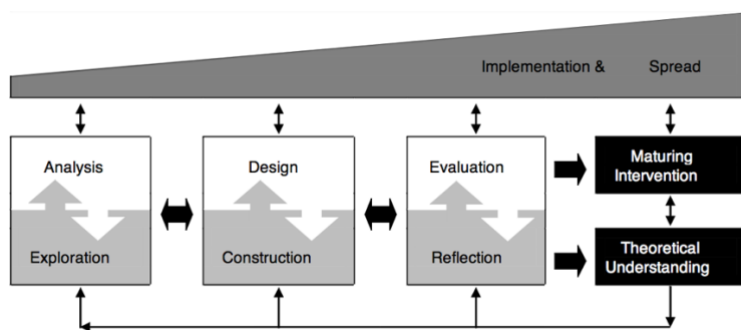 Implementation & Spread
Analysis
Exploration
Design
Construction
Evaluation
Reflection
Maturing
Intervention
Theoretical
Understanding